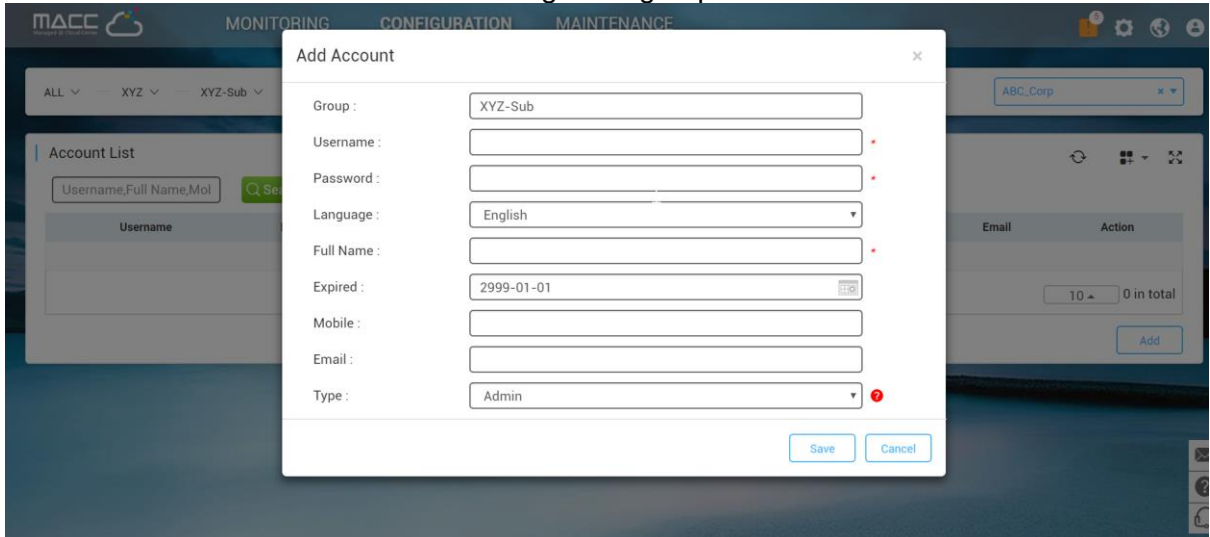 MACC MONITORING CONFIGURATION MAINTENANCE
Add Account ×
ALL XYZ XYZ-Sub ABC_Corp × ▾
Group : XYZ-Sub
Username : *
Account List
Password : *
Username,Full Name,Mol
Language : English
Username Email Action
Full Name : *
Expired : 2999-01-01
10 0 in total
Mobile :
Add
Email :
Type : Admin ?
Save Cancel